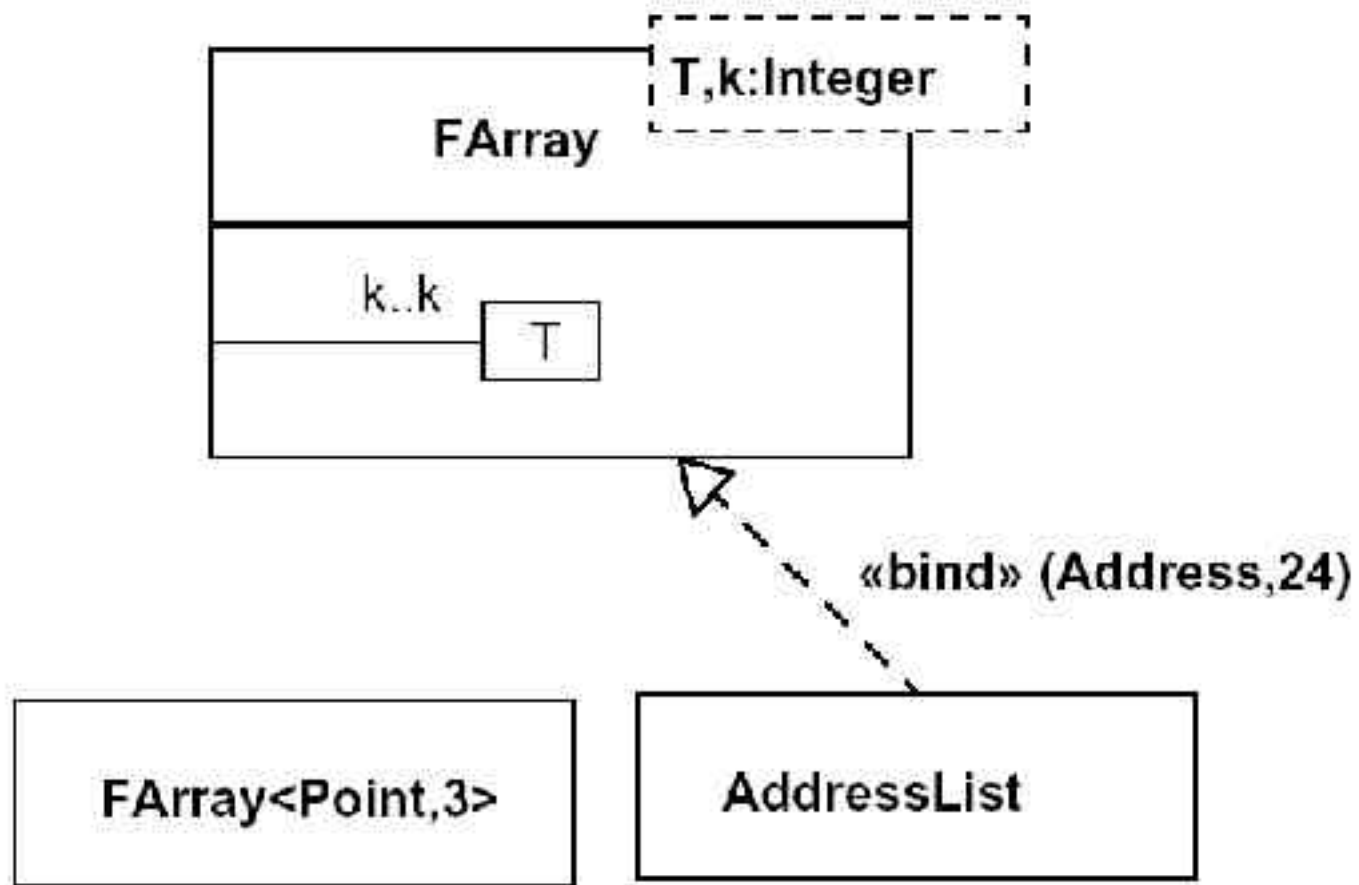 T,k:Integer
FArray
k..k
T
«bind» (Address,24)
FArray<Point,3>
AddressList